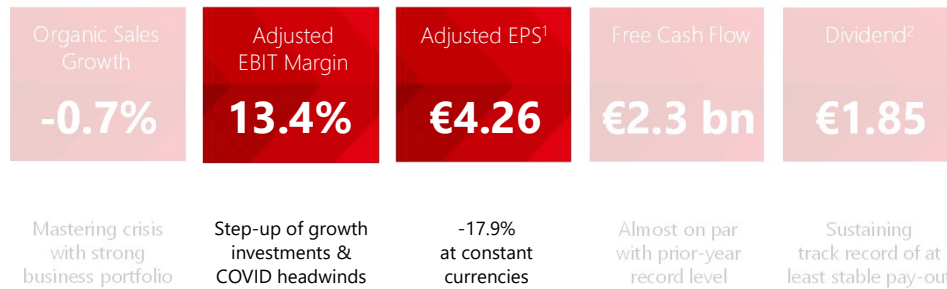 Organic Sales
Growth
-0.7%
Mastering crisis
with strong
business portfolio
Adjusted
EBIT Margin
13.4%
Step-up of growth
investments &
COVID headwinds
Adjusted EPS¹
€4.26
-17.9%
at constant
currencies
Free Cash Flow
€2.3 bn
Almost on par
with prior-year
record level
Dividend²
€1.85
Sustaining
track record of at
least stable pay-out